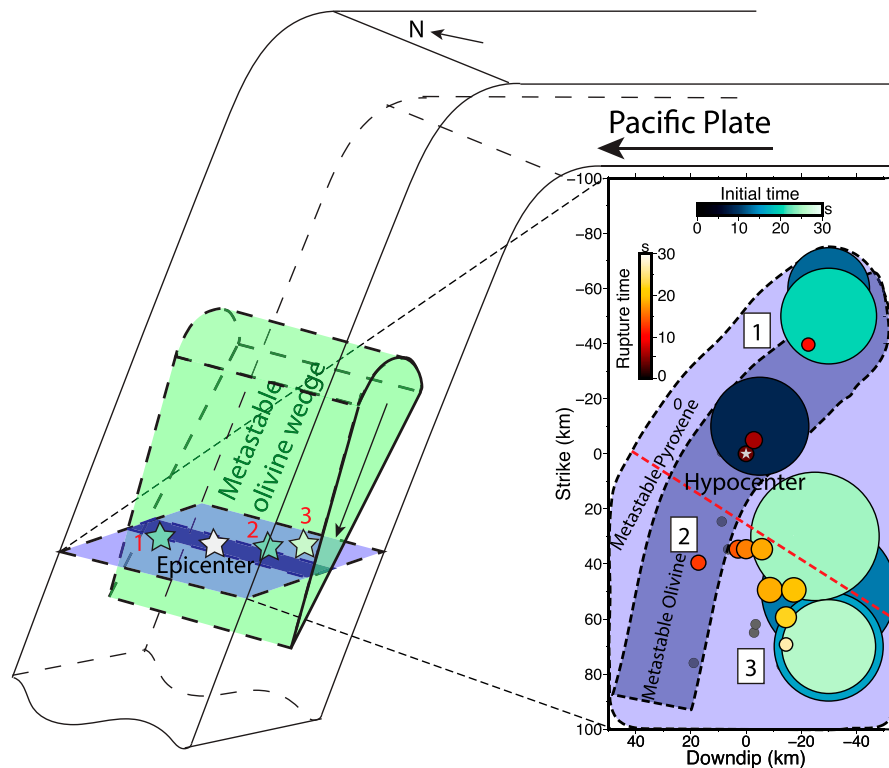 N
Pacific Plate
Metastable
Olivine wedge
1
2
3
Epicenter
Initial time
s
0
10
20
30
s
30
20
10
0
Rupture time
−100
−80
−60
−40
−20
0
20
40
60
80
100
Strike (km)
1
0
Metastable Pyroxene
Hypocenter
2
Metastable Olivine
3
40
20
0
−20
−40
Downdip (km)